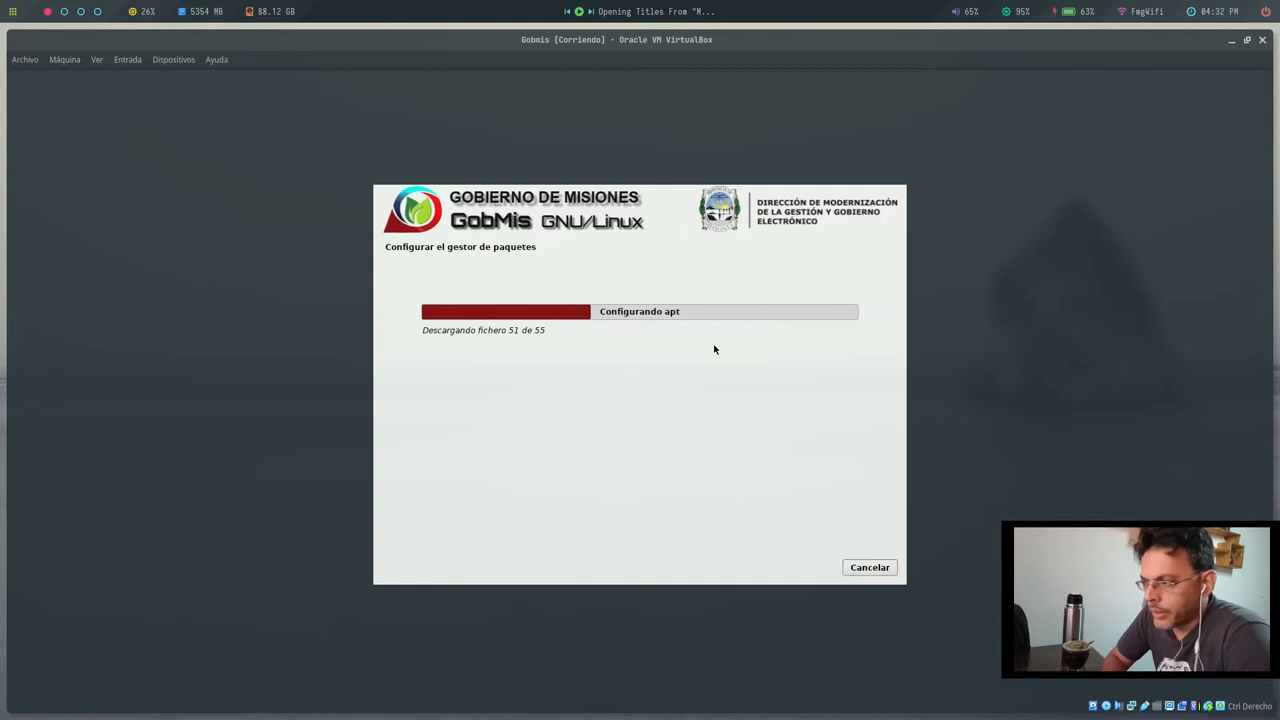 26% 5354 MB 88.12 GB Opening Titles From "M... 65% 95% 63% FmgWifi 04:32 PM
Gobmis [Corriendo] - Oracle VM VirtualBox
Archivo Máquina Ver Entrada Dispositivos Ayuda
GOBIERNO DE MISIONES
GobMis GNU/Linux
DIRECCIÓN DE MODERNIZACIÓN
DE LA GESTIÓN Y GOBIERNO
ELECTRÓNICO
Configurar el gestor de paquetes
Configurando apt
Descargando fichero 51 de 55
Cancelar
Ctrl Derecho